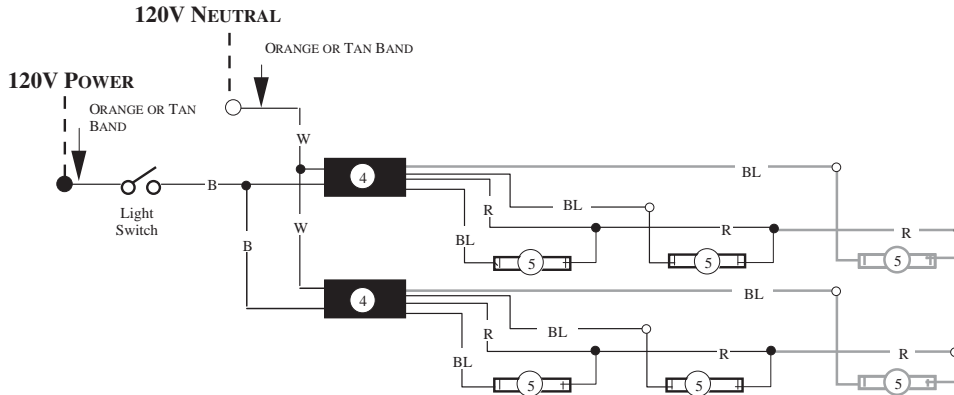 120V NEUTRAL
ORANGE OR TAN BAND
120V POWER
ORANGE OR TAN
BAND
W
4
BL
B
Light
Switch
R
BL
R
R
W
BL
5
5
5
B
4
BL
R
BL
R
R
BL
5
5
5